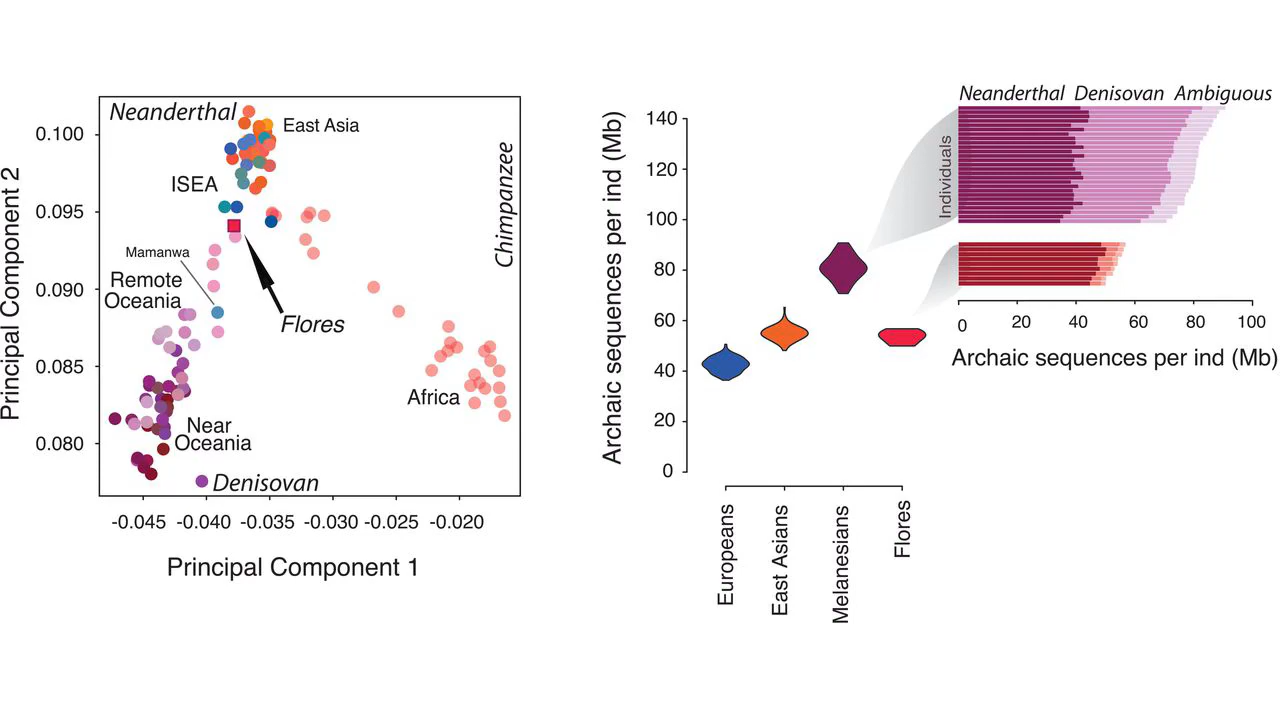 Neanderthal
East Asia
ISEA
Chimpanzee
Mamanwa
Remote
Oceania
Flores
Africa
Near
Oceania
Denisovan
Principal Component 2
0.100
0.095
0.090
0.085
0.080
-0.045 -0.040 -0.035 -0.030 -0.025 -0.020
Principal Component 1
Archaic sequences per ind (Mb)
140
120
100
80
60
40
20
0
Europeans
East Asians
Melanesians
Flores
Neanderthal Denisovan Ambiguous
Individuals
0 20 40 60 80 100
Archaic sequences per ind (Mb)